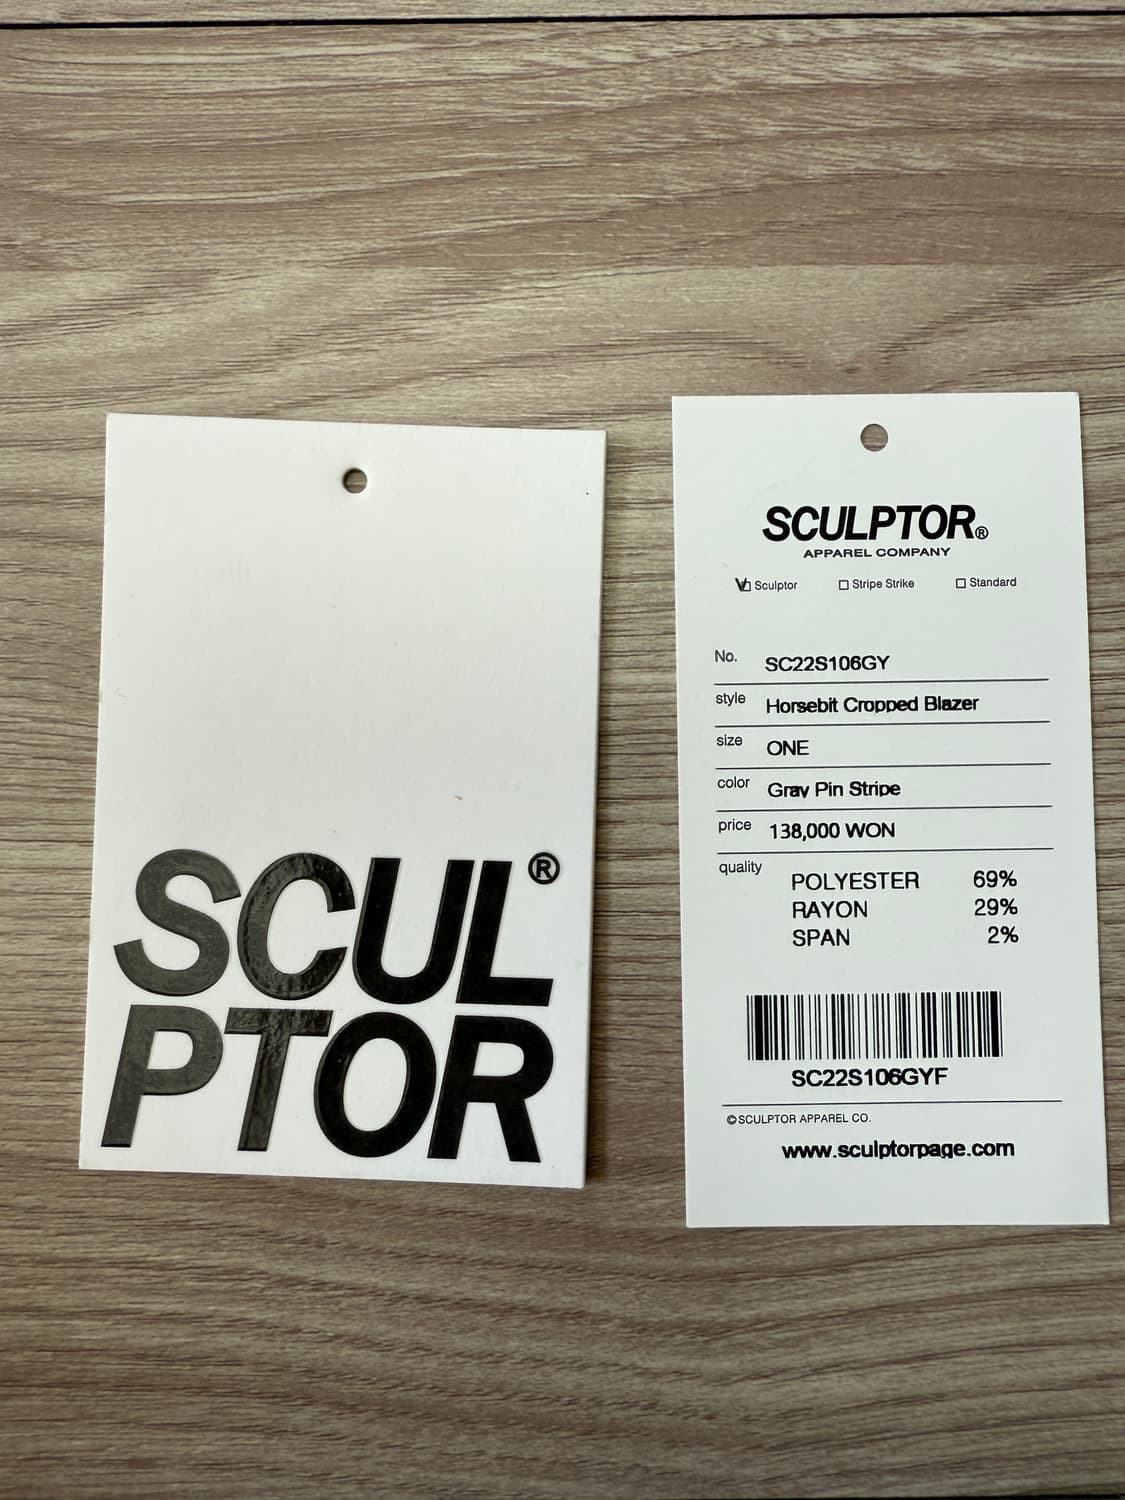 SCUL®
PTOR
SCULPTOR®
APPAREL COMPANY
Sculptor Stripe Strike Standard
No. SC22S106GY
style Horsebit Cropped Blazer
size ONE
color Gray Pin Stripe
price 138,000 WON
quality
POLYESTER 69%
RAYON 29%
SPAN 2%
SC22S106GYF
©SCULPTOR APPAREL CO.
www.sculptorpage.com